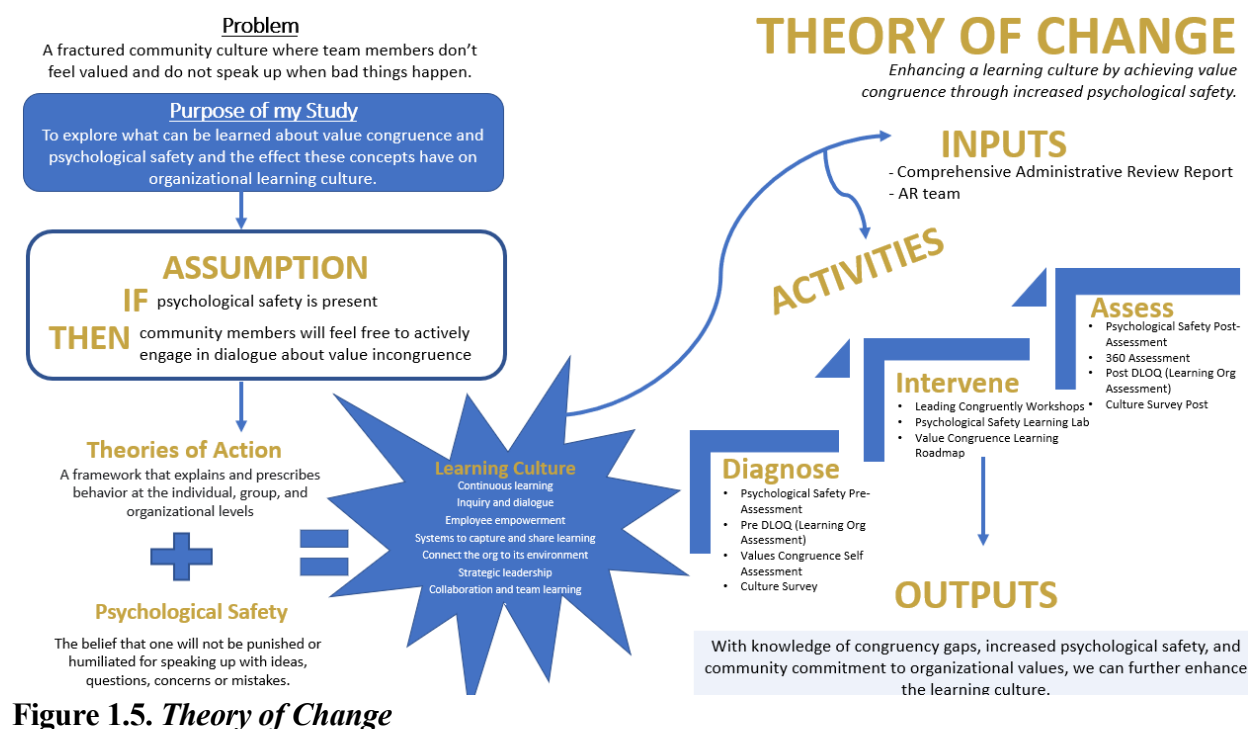 Problem
A fractured community culture where team members don't
feel valued and do not speak up when bad things happen.
Purpose of my Study
To explore what can be learned about value congruence and
psychological safety and the effect these concepts have on
organizational learning culture.
ASSUMPTION
IF psychological safety is present
THEN community members will feel free to actively
engage in dialogue about value incongruence
Theories of Action
A framework that explains and prescribes
behavior at the individual, group, and
organizational levels
Psychological Safety
The belief that one will not be punished or
humiliated for speaking up with ideas,
questions, concerns or mistakes.
Learning Culture
Continuous learning
Inquiry and dialogue
Employee empowerment
Systems to capture and share learning
Connect the org to its environment
Strategic leadership
Collaboration and team learning
THEORY OF CHANGE
Enhancing a learning culture by achieving value
congruence through increased psychological safety.
INPUTS
- Comprehensive Administrative Review Report
- AR team
ACTIVITIES
Diagnose
• Psychological Safety Pre-
Assessment
• Pre DLOQ (Learning Org
Assessment)
• Values Congruence Self
Assessment
• Culture Survey
Intervene
• Leading Congruently Workshops
• Psychological Safety Learning Lab
• Value Congruence Learning
Roadmap
Assess
• Psychological Safety Post-
Assessment
• 360 Assessment
• Post DLOQ (Learning Org
Assessment)
• Culture Survey Post
OUTPUTS
With knowledge of congruency gaps, increased psychological safety, and
community commitment to organizational values, we can further enhance
the learning culture.
Figure 1.5. Theory of Change